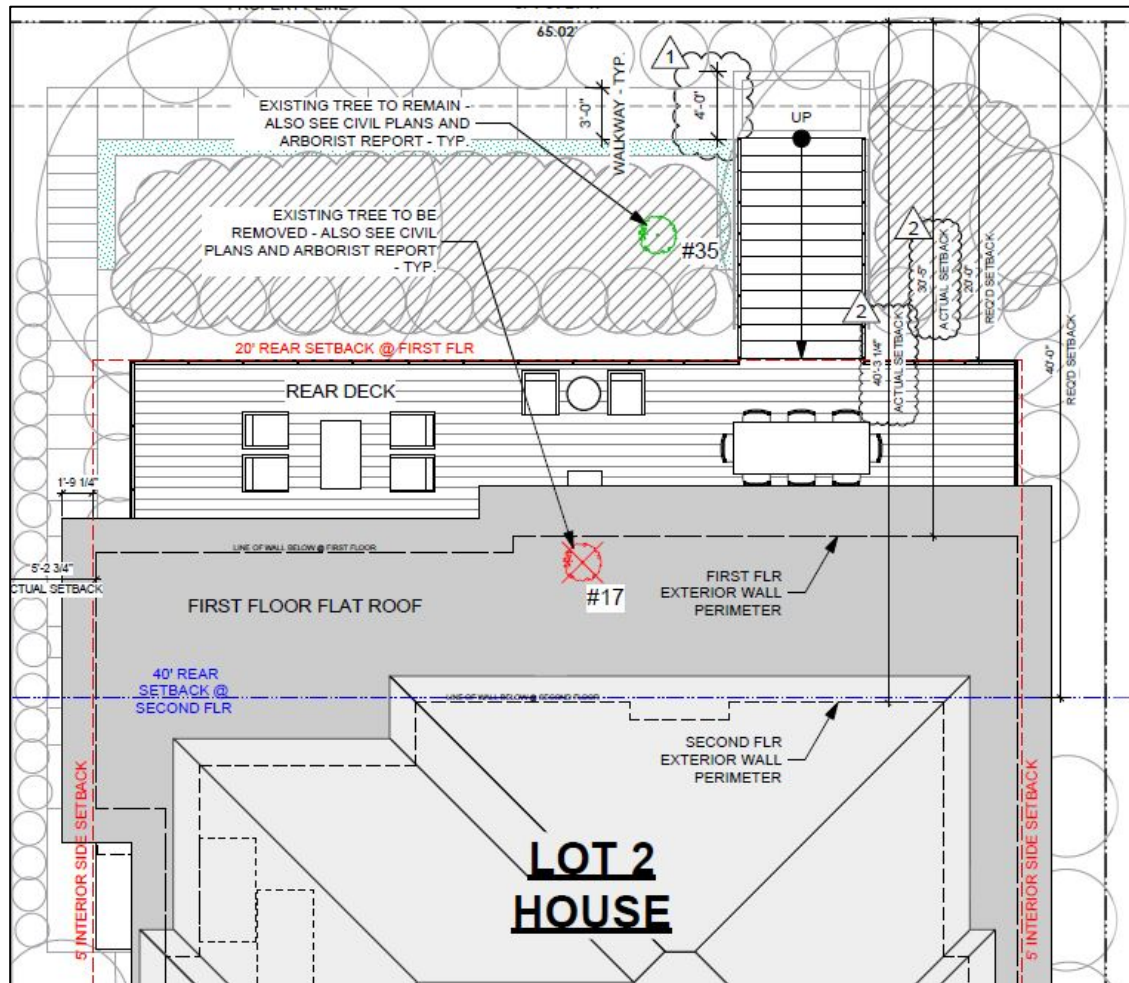 65.02'
1
EXISTING TREE TO REMAIN -
ALSO SEE CIVIL PLANS AND
ARBORIST REPORT - TYP.
3'-0"
WALKWAY - TYP.
4'-0"
UP
EXISTING TREE TO BE
REMOVED - ALSO SEE CIVIL
PLANS AND ARBORIST REPORT
- TYP.
#35
2
30'-5"
ACTUAL SETBACK
20'-0"
REQ'D SETBACK
2
40'-3 1/4"
ACTUAL SETBACK
40'-0"
REQ'D SETBACK
20' REAR SETBACK @ FIRST FLR
REAR DECK
1'-9 1/4"
LINE OF WALL BELOW @ FIRST FLOOR
5'-2 3/4"
CTUAL SETBACK
#17
FIRST FLR
EXTERIOR WALL
PERIMETER
FIRST FLOOR FLAT ROOF
40' REAR
SETBACK @
SECOND FLR
LINE OF WALL BELOW @ SECOND FLOOR
SECOND FLR
EXTERIOR WALL
PERIMETER
5' INTERIOR SIDE SETBACK
LOT 2
HOUSE
5' INTERIOR SIDE SETBACK